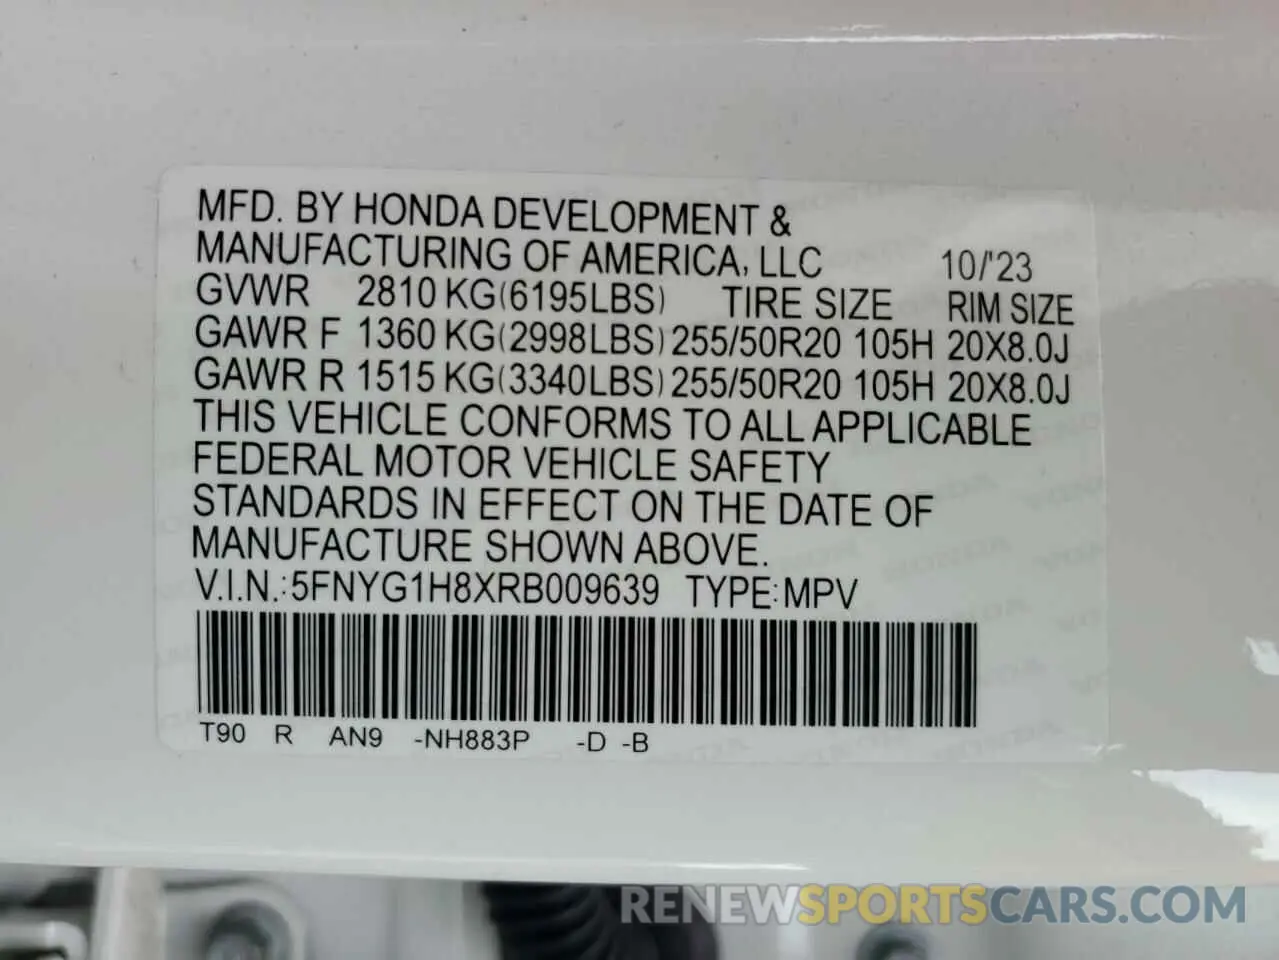 MFD. BY HONDA DEVELOPMENT &
MANUFACTURING OF AMERICA, LLC 10/'23
GVWR 2810 KG(6195LBS) TIRE SIZE RIM SIZE
GAWR F 1360 KG(2998LBS) 255/50R20 105H 20X8.0J
GAWR R 1515 KG(3340LBS) 255/50R20 105H 20X8.0J
THIS VEHICLE CONFORMS TO ALL APPLICABLE
FEDERAL MOTOR VEHICLE SAFETY
STANDARDS IN EFFECT ON THE DATE OF
MANUFACTURE SHOWN ABOVE.
V.I.N.:5FNYG1H8XRB009639 TYPE:MPV
T90 R AN9 -NH883P -D -B
RENEWSPORTSCARS.COM